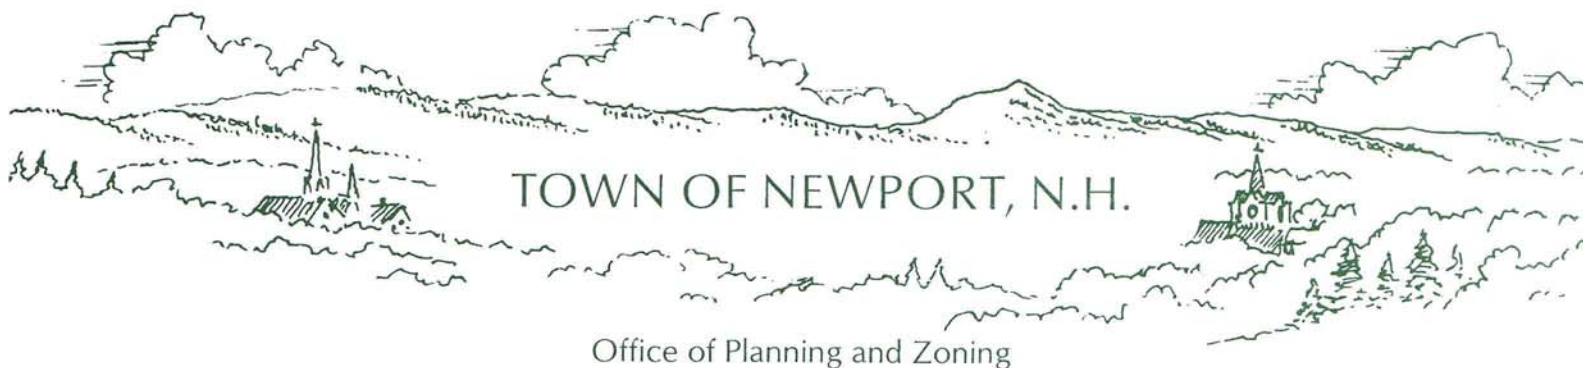 TOWN OF NEWPORT, N.H.
Office of Planning and Zoning